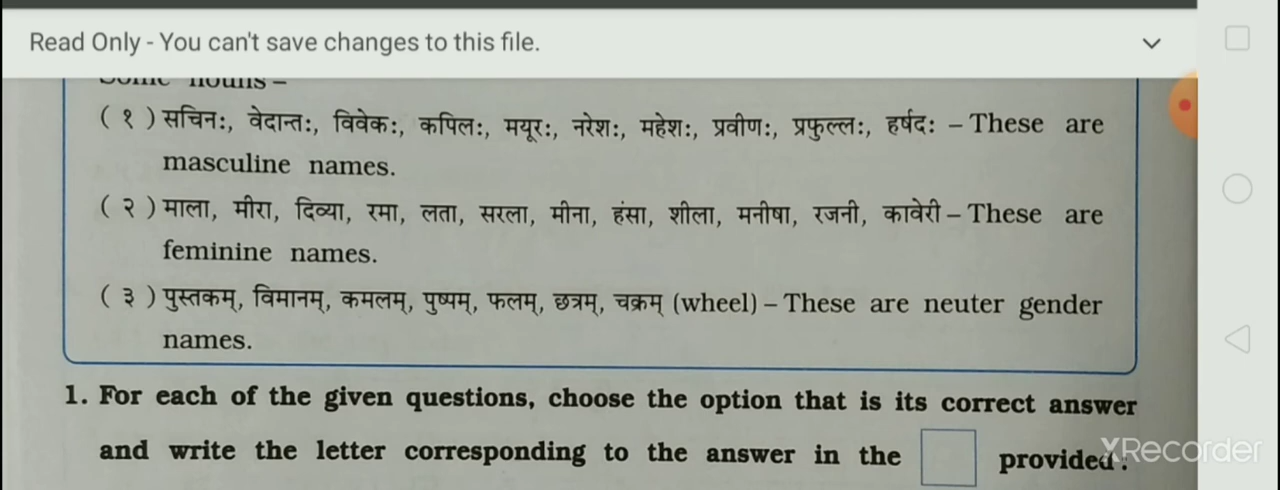 Read Only - You can't save changes to this file.
Some nouns –
( १ ) सचिनः, वेदान्तः, विवेकः, कपिलः, मयूरः, नरेशः, महेशः, प्रवीणः, प्रफुल्लः, हर्षदः – These are
masculine names.
( २ ) माला, मीरा, दिव्या, रमा, लता, सरला, मीना, हंसा, शीला, मनीषा, रजनी, कावेरी – These are
feminine names.
( ३ ) पुस्तकम्, विमानम्, कमलम्, पुष्पम्, फलम्, छत्रम्, चक्रम् (wheel) – These are neuter gender
names.
1. For each of the given questions, choose the option that is its correct answer
and write the letter corresponding to the answer in the provided.
XRecorder